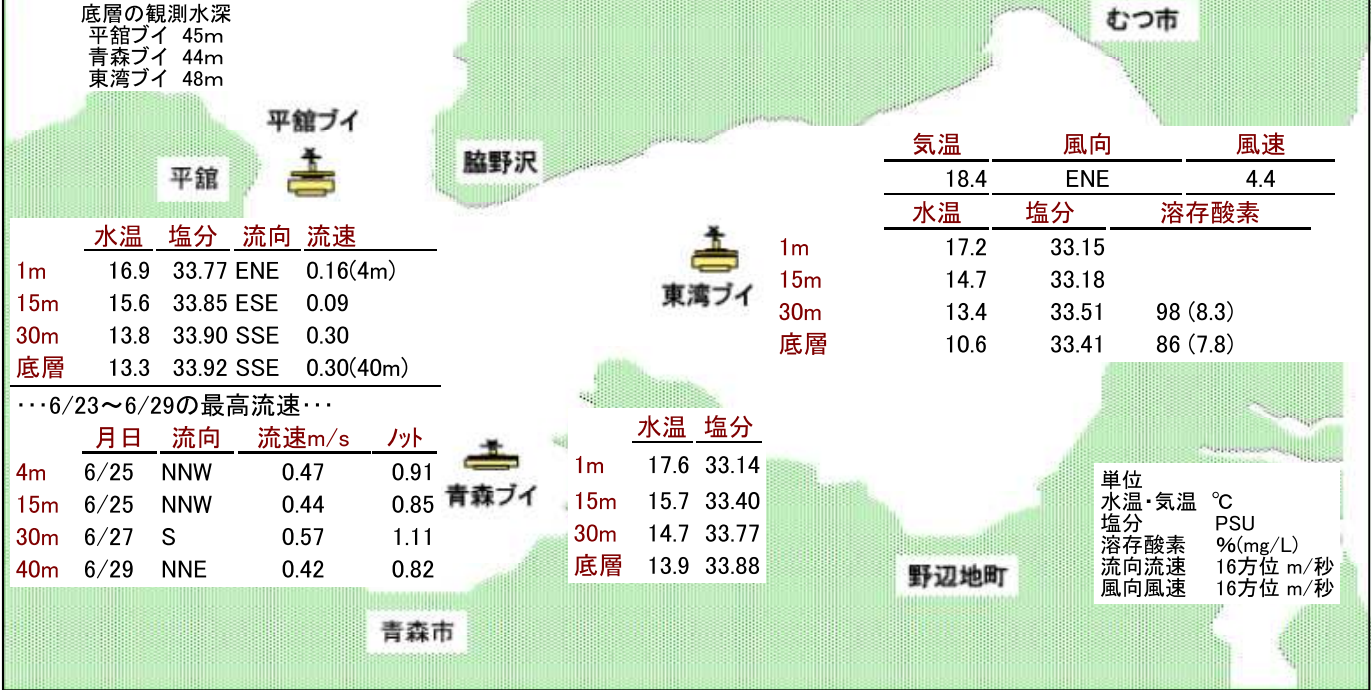 底層の観測水深
平舘ブイ 45m
青森ブイ 44m
東湾ブイ 48m
むつ市
平舘ブイ
平舘
脇野沢
気温 風向 風速
18.4 ENE 4.4
水温 塩分 溶存酸素
1m 17.2 33.15
15m 14.7 33.18
30m 13.4 33.51 98 (8.3)
底層 10.6 33.41 86 (7.8)
東湾ブイ
水温 塩分 流向 流速
1m 16.9 33.77 ENE 0.16(4m)
15m 15.6 33.85 ESE 0.09
30m 13.8 33.90 SSE 0.30
底層 13.3 33.92 SSE 0.30(40m)
･･･6/23～6/29の最高流速･･･
月日 流向 流速m/s ノット
4m 6/25 NNW 0.47 0.91
15m 6/25 NNW 0.44 0.85
30m 6/27 S 0.57 1.11
40m 6/29 NNE 0.42 0.82
青森ブイ
水温 塩分
1m 17.6 33.14
15m 15.7 33.40
30m 14.7 33.77
底層 13.9 33.88
単位
水温･気温 ℃
塩分 PSU
溶存酸素 %(mg/L)
流向流速 16方位 m/秒
風向風速 16方位 m/秒
野辺地町
青森市